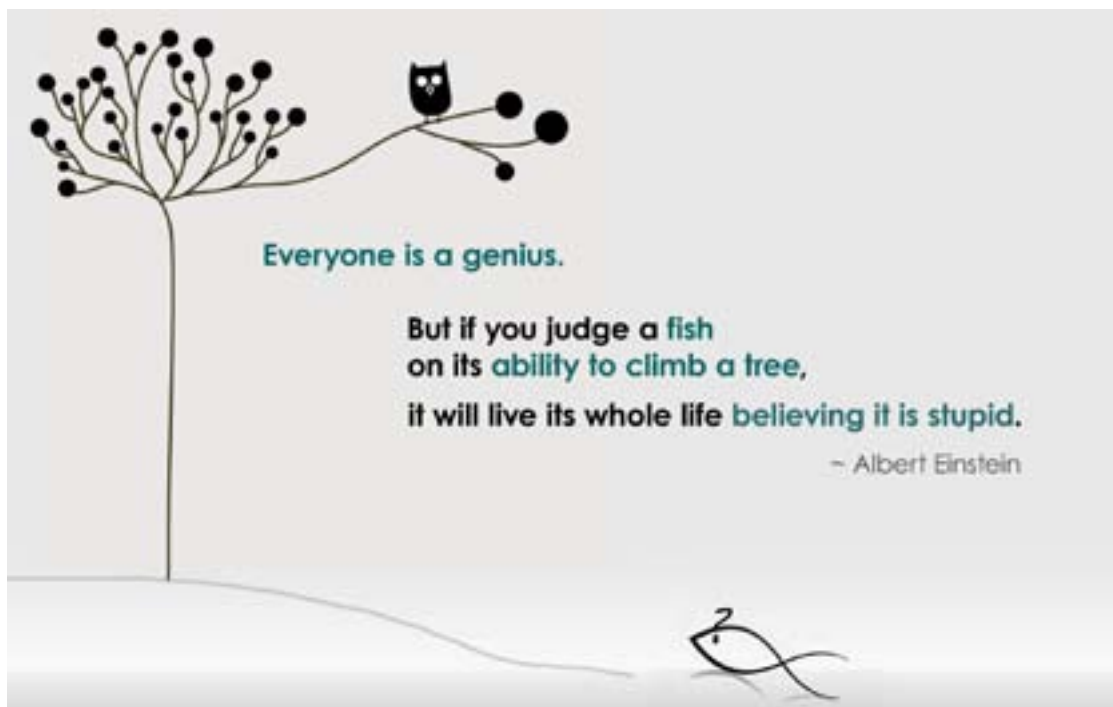 Everyone is a genius.
But if you judge a fish
on its ability to climb a tree,
it will live its whole life believing it is stupid.
~ Albert Einstein